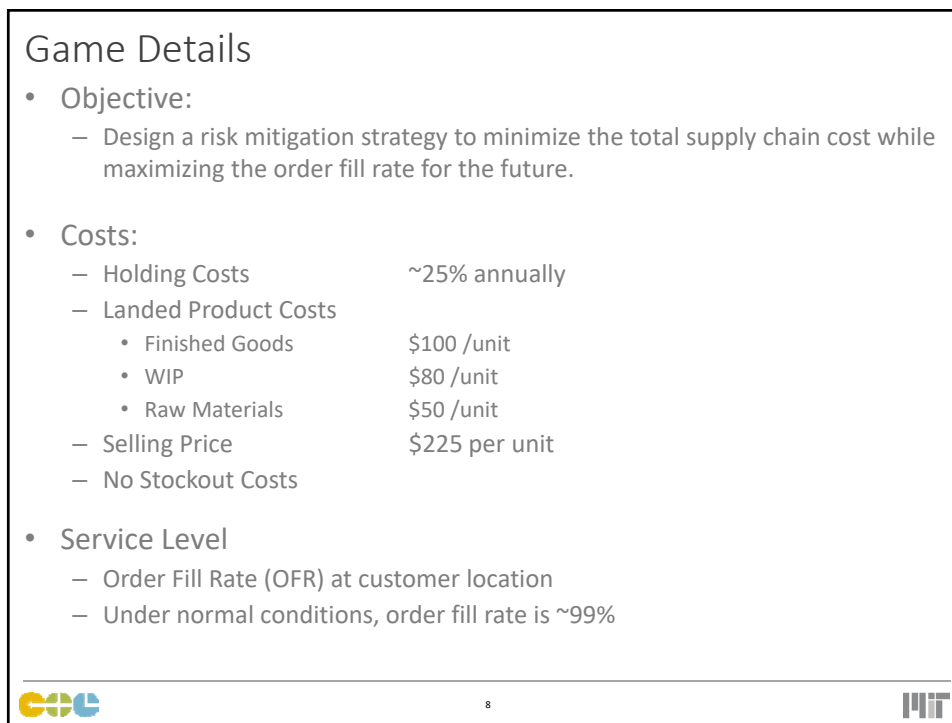 Game Details
• Objective:
– Design a risk mitigation strategy to minimize the total supply chain cost while
maximizing the order fill rate for the future.
• Costs:
– Holding Costs ~25% annually
– Landed Product Costs
• Finished Goods $100 /unit
• WIP $80 /unit
• Raw Materials $50 /unit
– Selling Price $225 per unit
– No Stockout Costs
• Service Level
– Order Fill Rate (OFR) at customer location
– Under normal conditions, order fill rate is ~99%
8